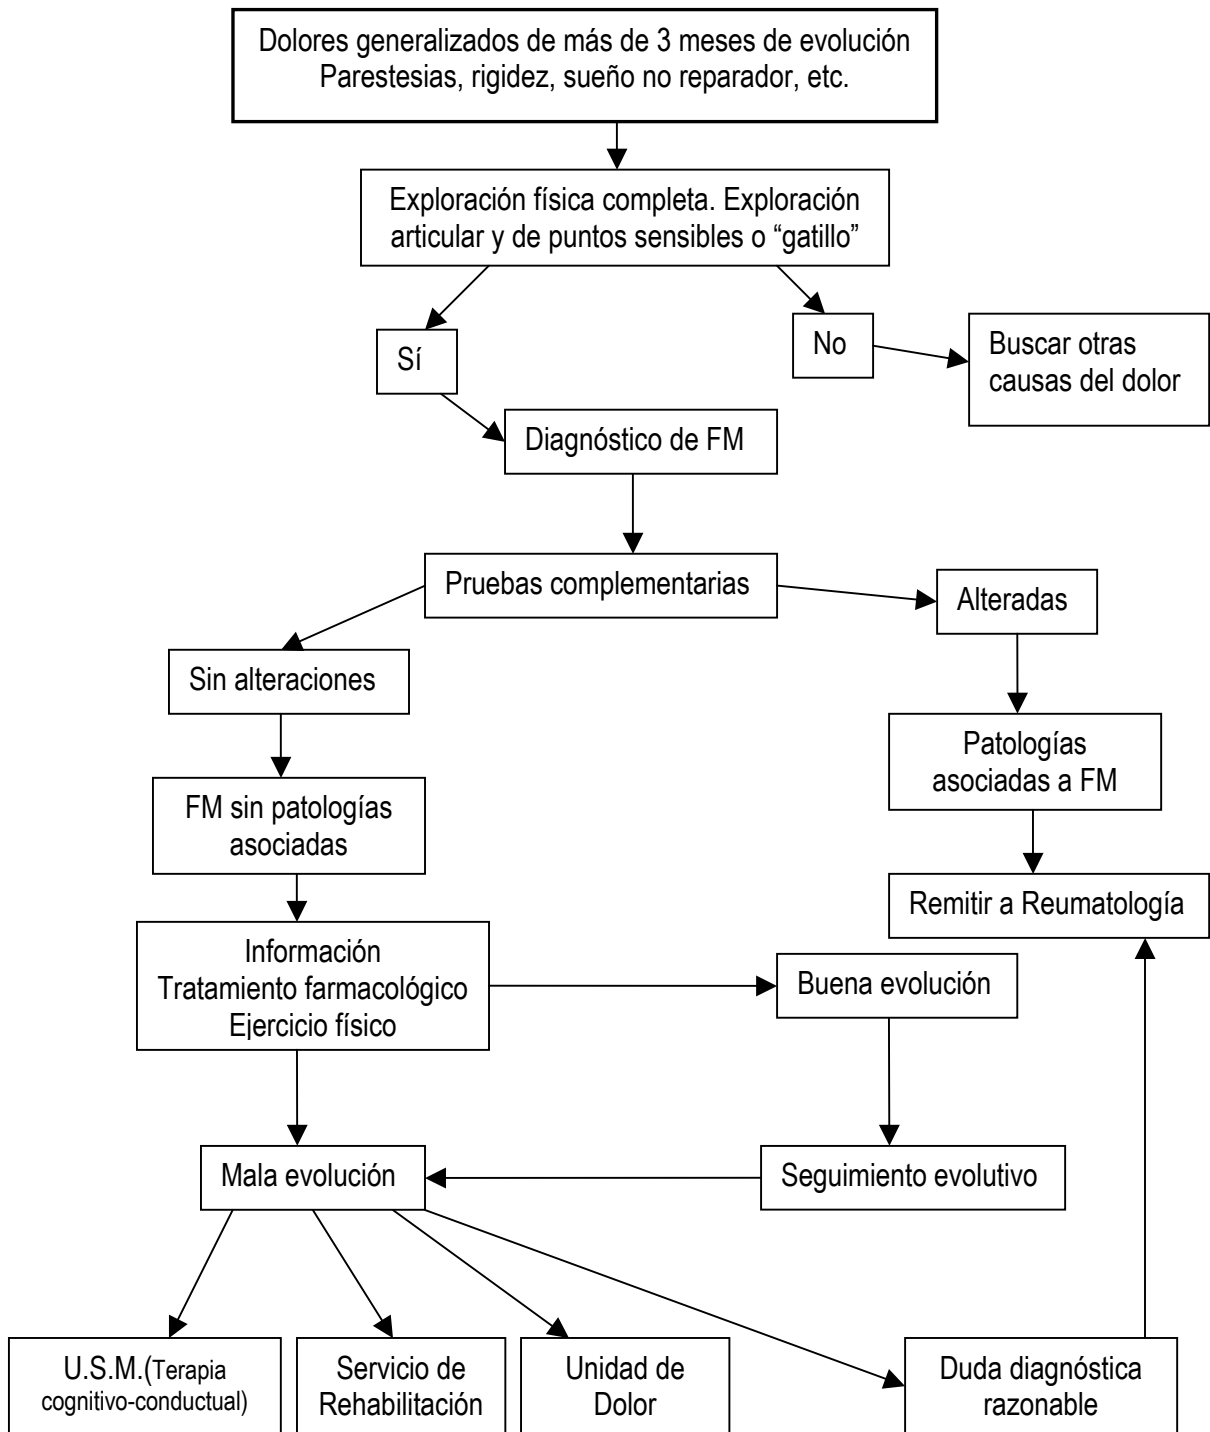 Dolores generalizados de más de 3 meses de evolución
Parestesias, rigidez, sueño no reparador, etc.
Exploración física completa. Exploración
articular y de puntos sensibles o “gatillo”
Sí
No
Buscar otras
causas del dolor
Diagnóstico de FM
Pruebas complementarias
Alteradas
Sin alteraciones
Patologías
asociadas a FM
FM sin patologías
asociadas
Remitir a Reumatología
Información
Tratamiento farmacológico
Ejercicio físico
Buena evolución
Mala evolución
Seguimiento evolutivo
U.S.M.(Terapia
cognitivo-conductual)
Servicio de
Rehabilitación
Unidad de
Dolor
Duda diagnóstica
razonable